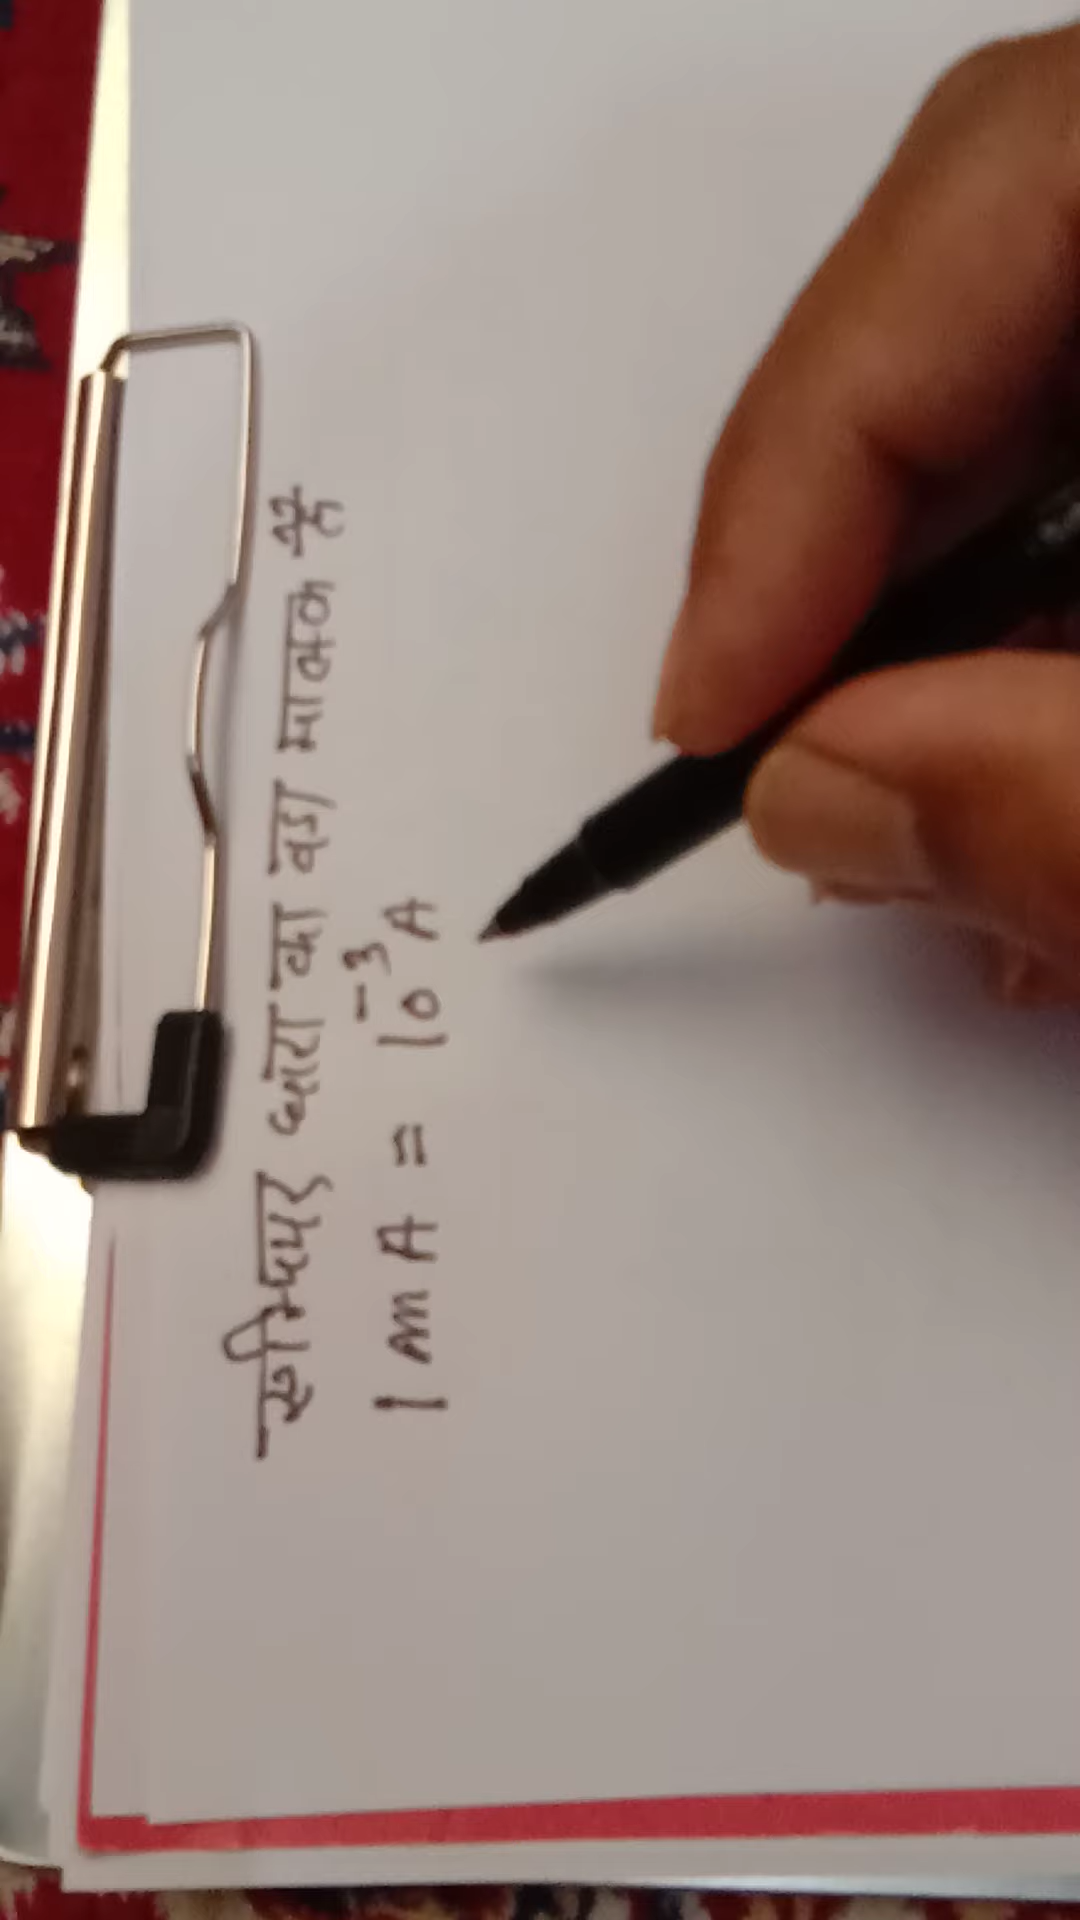 एम्पियर धारा का बड़ा मात्रक है
1 mA = 10⁻³ A